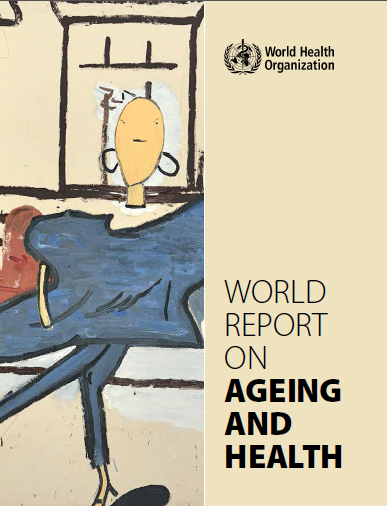 World Health
Organization
WORLD
REPORT
ON
AGEING
AND
HEALTH